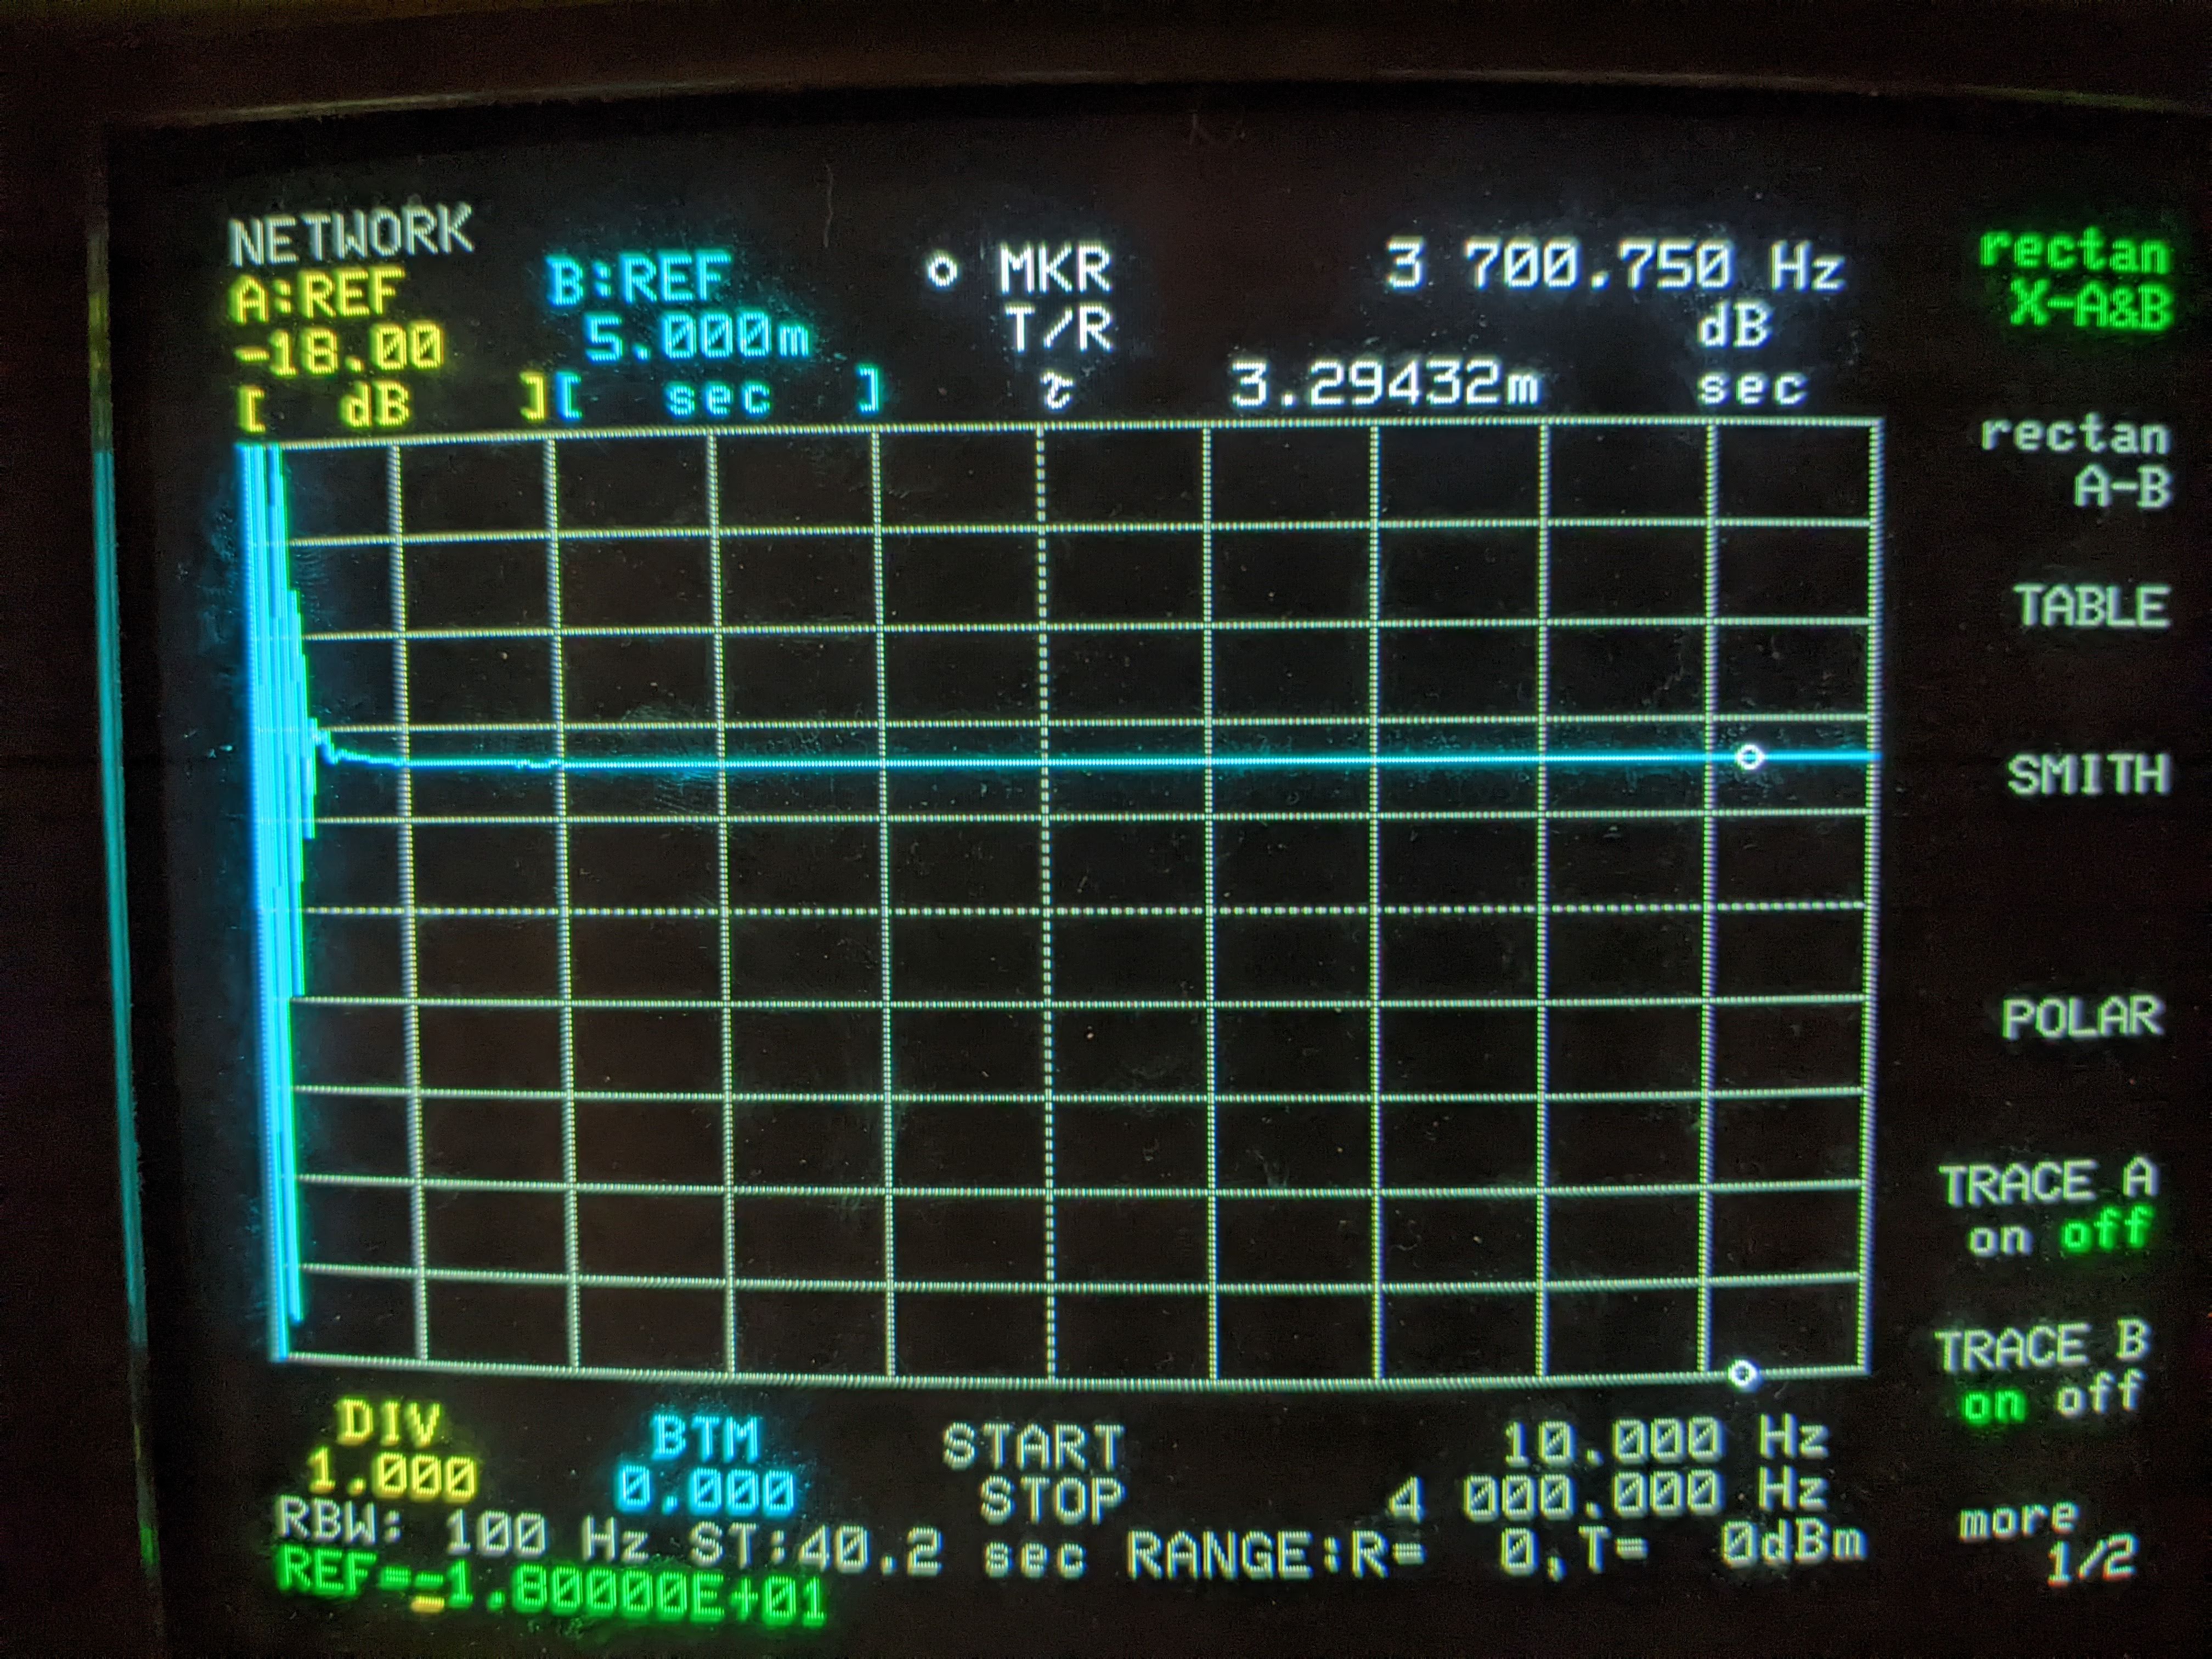 NETWORK
A:REF B:REF o MKR 3 700.750 Hz
-18.00 5.000m T/R dB
[ dB ][ sec ] τ 3.29432m sec
rectan
X-A&B
rectan
A-B
TABLE
SMITH
POLAR
TRACE A
on off
TRACE B
on off
more
1/2
DIV BTM START 10.000 Hz
1.000 0.000 STOP 4 000.000 Hz
RBW: 100 Hz ST:40.2 sec RANGE:R= 0,T= 0dBm
REF=-1.80000E+01